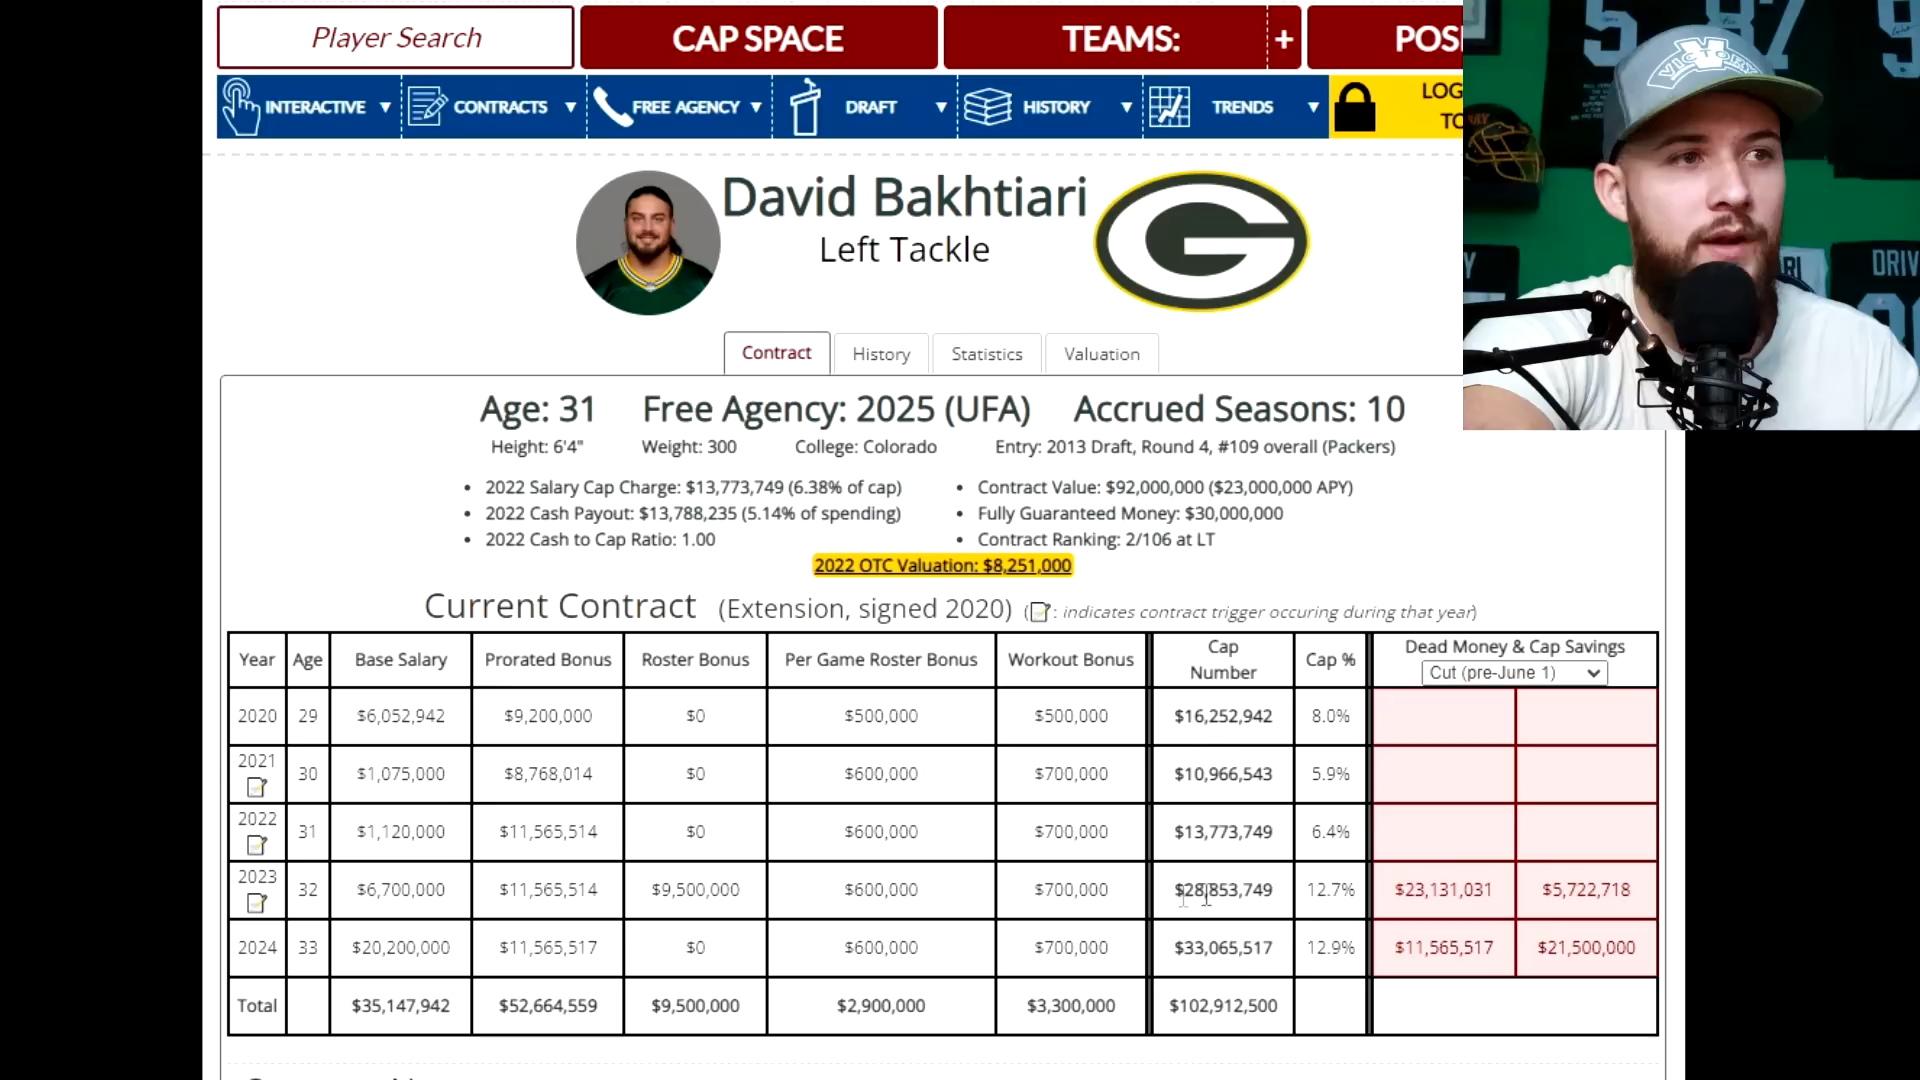 Player Search
CAP SPACE
TEAMS:
+
INTERACTIVE ▼
CONTRACTS ▼
FREE AGENCY ▼
DRAFT ▼
HISTORY ▼
TRENDS ▼
David Bakhtiari
Left Tackle
G
Contract History Statistics Valuation
Age: 31 Free Agency: 2025 (UFA) Accrued Seasons: 10
Height: 6'4" Weight: 300 College: Colorado Entry: 2013 Draft, Round 4, #109 overall (Packers)
• 2022 Salary Cap Charge: $13,773,749 (6.38% of cap)
• 2022 Cash Payout: $13,788,235 (5.14% of spending)
• 2022 Cash to Cap Ratio: 1.00
• Contract Value: $92,000,000 ($23,000,000 APY)
• Fully Guaranteed Money: $30,000,000
• Contract Ranking: 2/106 at LT
2022 OTC Valuation: $8,251,000
Current Contract (Extension, signed 2020) (: indicates contract trigger occuring during that year)
Year Age Base Salary Prorated Bonus Roster Bonus Per Game Roster Bonus Workout Bonus Cap Number Cap % Dead Money & Cap Savings
Cut (pre-June 1)
2020 29 $6,052,942 $9,200,000 $0 $500,000 $500,000 $16,252,942 8.0%
2021 30 $1,075,000 $8,768,014 $0 $600,000 $700,000 $10,966,543 5.9%
2022 31 $1,120,000 $11,565,514 $0 $600,000 $700,000 $13,773,749 6.4%
2023 32 $6,700,000 $11,565,514 $9,500,000 $600,000 $700,000 $28,853,749 12.7% $23,131,031 $5,722,718
2024 33 $20,200,000 $11,565,517 $0 $600,000 $700,000 $33,065,517 12.9% $11,565,517 $21,500,000
Total $35,147,942 $52,664,559 $9,500,000 $2,900,000 $3,300,000 $102,912,500
VICTORY
5 87 9
DRIV